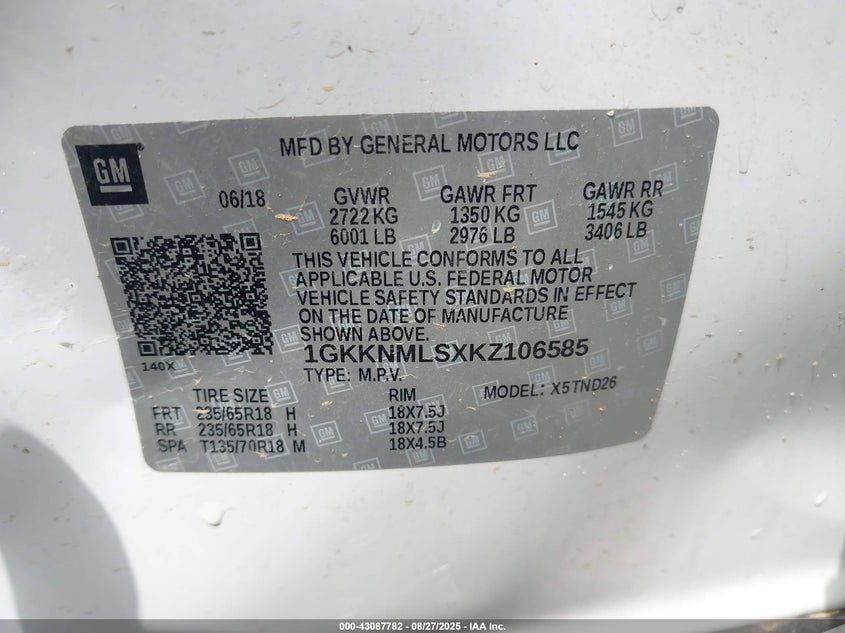 GM
MFD BY GENERAL MOTORS LLC
06/18 GVWR GAWR FRT GAWR RR
2722 KG 1350 KG 1545 KG
6001 LB 2976 LB 3406 LB
THIS VEHICLE CONFORMS TO ALL
APPLICABLE U.S. FEDERAL MOTOR
VEHICLE SAFETY STANDARDS IN EFFECT
ON THE DATE OF MANUFACTURE
SHOWN ABOVE.
140X
1GKKNMLSXKZ106585
TYPE: M.P.V. MODEL: X5TND26
TIRE SIZE RIM
FRT 235/65R18 H 18X7.5J
RR 235/65R18 H 18X7.5J
SPA T135/70R18 M 18X4.5B
000-43087782 - 08/27/2025 - IAA Inc.